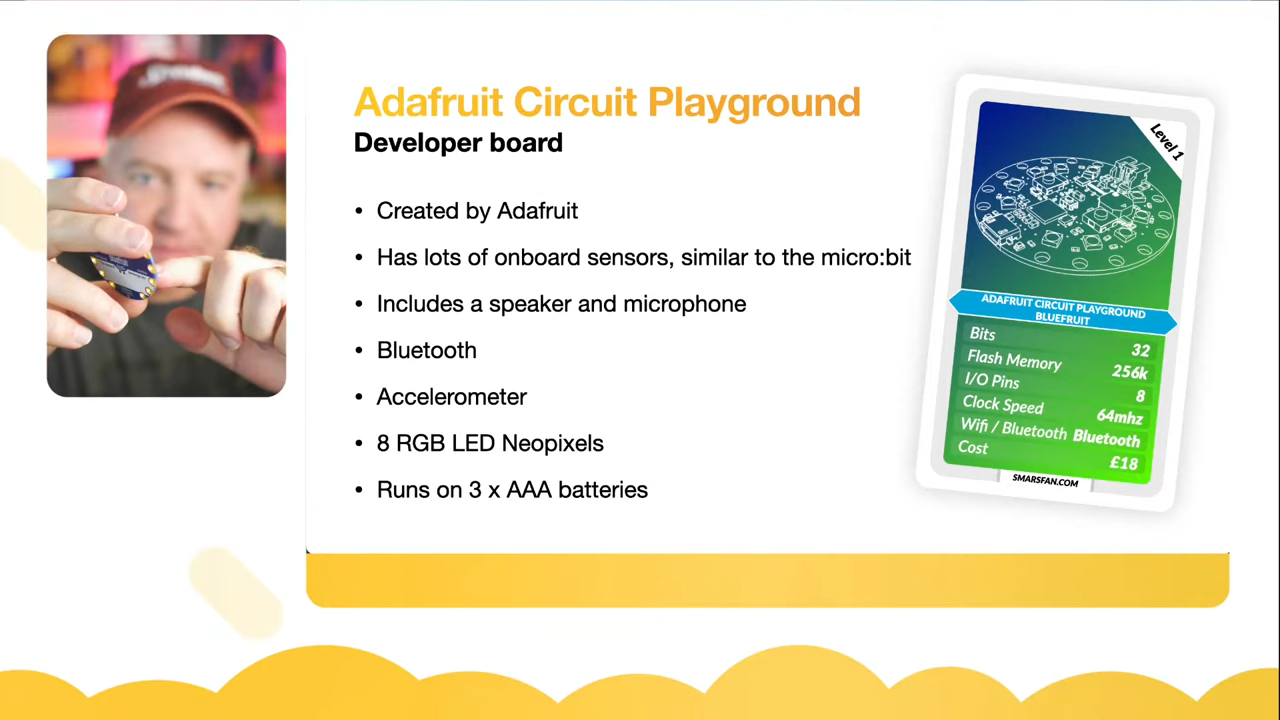 Adafruit Circuit Playground
Developer board
• Created by Adafruit
• Has lots of onboard sensors, similar to the micro:bit
• Includes a speaker and microphone
• Bluetooth
• Accelerometer
• 8 RGB LED Neopixels
• Runs on 3 x AAA batteries
Level 1
ADAFRUIT CIRCUIT PLAYGROUND
BLUEFRUIT
Bits 32
Flash Memory 256k
I/O Pins 8
Clock Speed 64mhz
Wifi / Bluetooth Bluetooth
Cost £18
SMARSFAN.COM